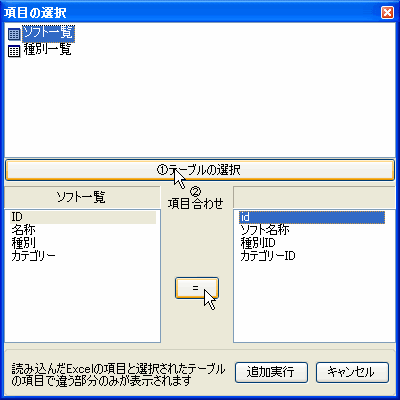 項目の選択
ソフト一覧
種別一覧
①テーブルの選択
ソフト一覧
②
項目合わせ
ID
名称
種別
カテゴリー
=
id
ソフト名称
種別ID
カテゴリーID
読み込んだExcelの項目と選択されたテーブル
の項目で違う部分のみが表示されます
追加実行
キャンセル